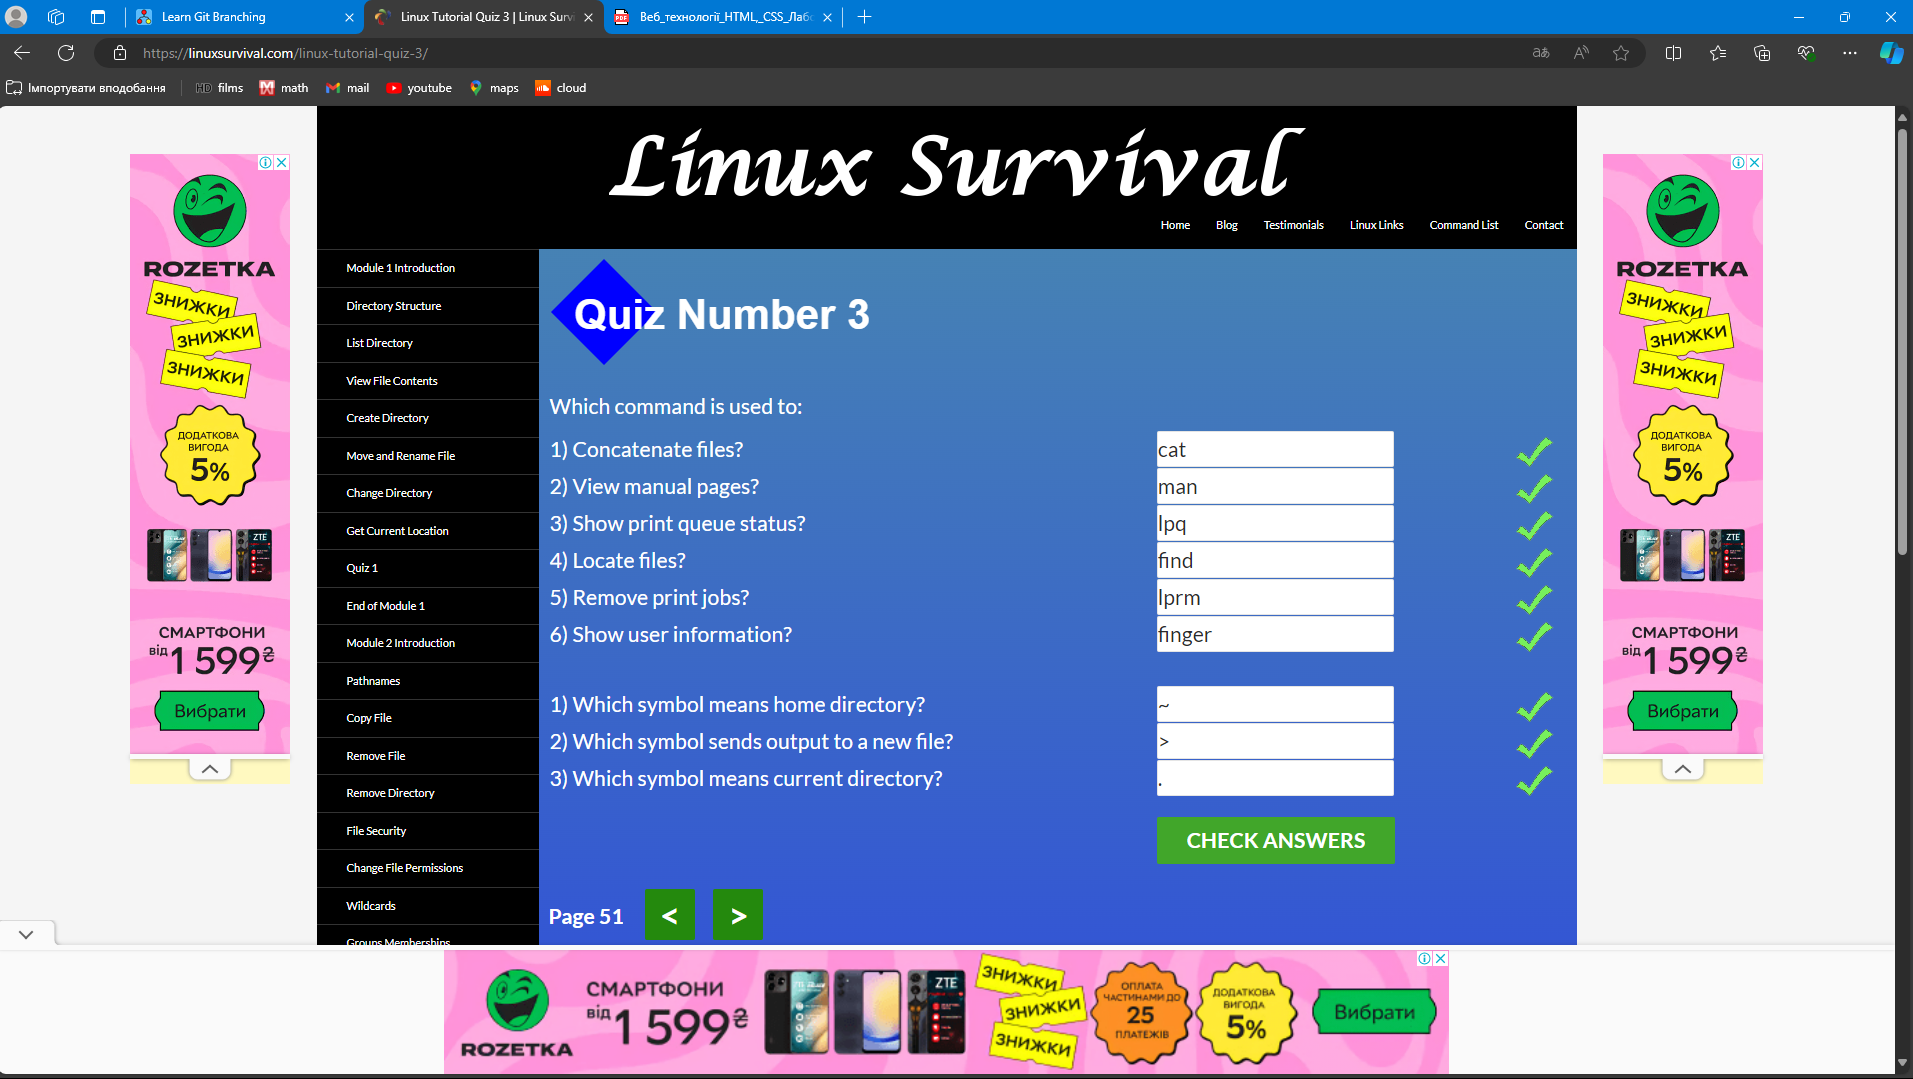 Learn Git Branching
Linux Tutorial Quiz 3 | Linux Surv
Веб_технології_HTML,_CSS_Лаб
https://linuxsurvival.com/linux-tutorial-quiz-3/
Імпортувати вподобання
HD films
math
mail
youtube
maps
cloud
Linux Survival
Home
Blog
Testimonials
Linux Links
Command List
Contact
Module 1 Introduction
Directory Structure
List Directory
View File Contents
Create Directory
Move and Rename File
Change Directory
Get Current Location
Quiz 1
End of Module 1
Module 2 Introduction
Pathnames
Copy File
Remove File
Remove Directory
File Security
Change File Permissions
Wildcards
Groups Memberships
Quiz Number 3
Which command is used to:
1) Concatenate files?
cat
2) View manual pages?
man
3) Show print queue status?
lpq
4) Locate files?
find
5) Remove print jobs?
lprm
6) Show user information?
finger
1) Which symbol means home directory?
~
2) Which symbol sends output to a new file?
>
3) Which symbol means current directory?
.
CHECK ANSWERS
Page 51
<
>
ROZETKA
ЗНИЖКИ
ЗНИЖКИ
ЗНИЖКИ
ДОДАТКОВА
ВИГОДА
5%
ZTE
СМАРТФОНИ
від 1 599₴
Вибрати
ROZETKA
ЗНИЖКИ
ЗНИЖКИ
ЗНИЖКИ
ДОДАТКОВА
ВИГОДА
5%
ZTE
СМАРТФОНИ
від 1 599₴
Вибрати
ROZETKA
СМАРТФОНИ
від 1 599₴
ZTE
ЗНИЖКИ
ЗНИЖКИ
ЗНИЖКИ
ОПЛАТА
ЧАСТИНАМИ ДО
25
ПЛАТЕЖІВ
ДОДАТКОВА
ВИГОДА
5%
Вибрати